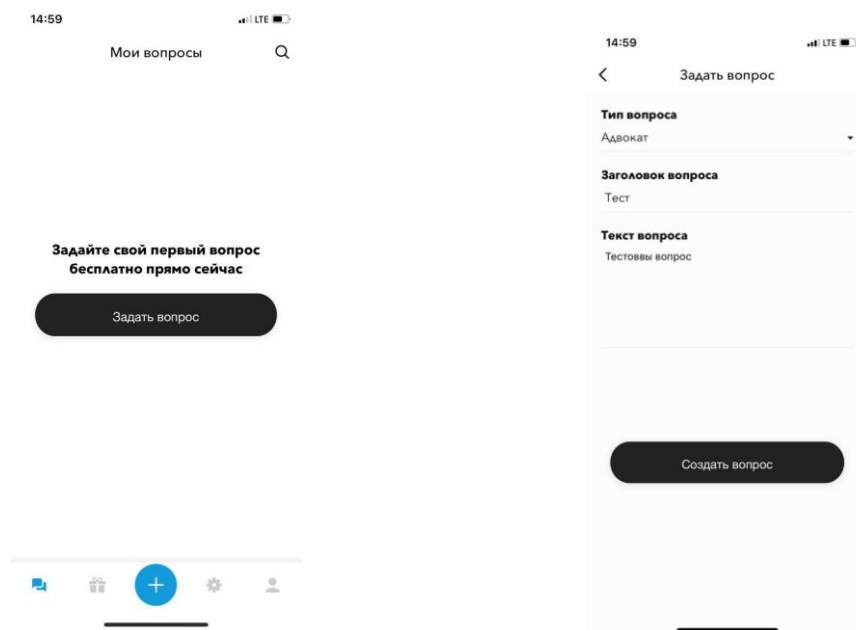 14:59
LTE
Мои вопросы
Задайте свой первый вопрос
бесплатно прямо сейчас
Задать вопрос
14:59
LTE
Задать вопрос
Тип вопроса
Адвокат
Заголовок вопроса
Тест
Текст вопроса
Тестоввы вопрос
Создать вопрос